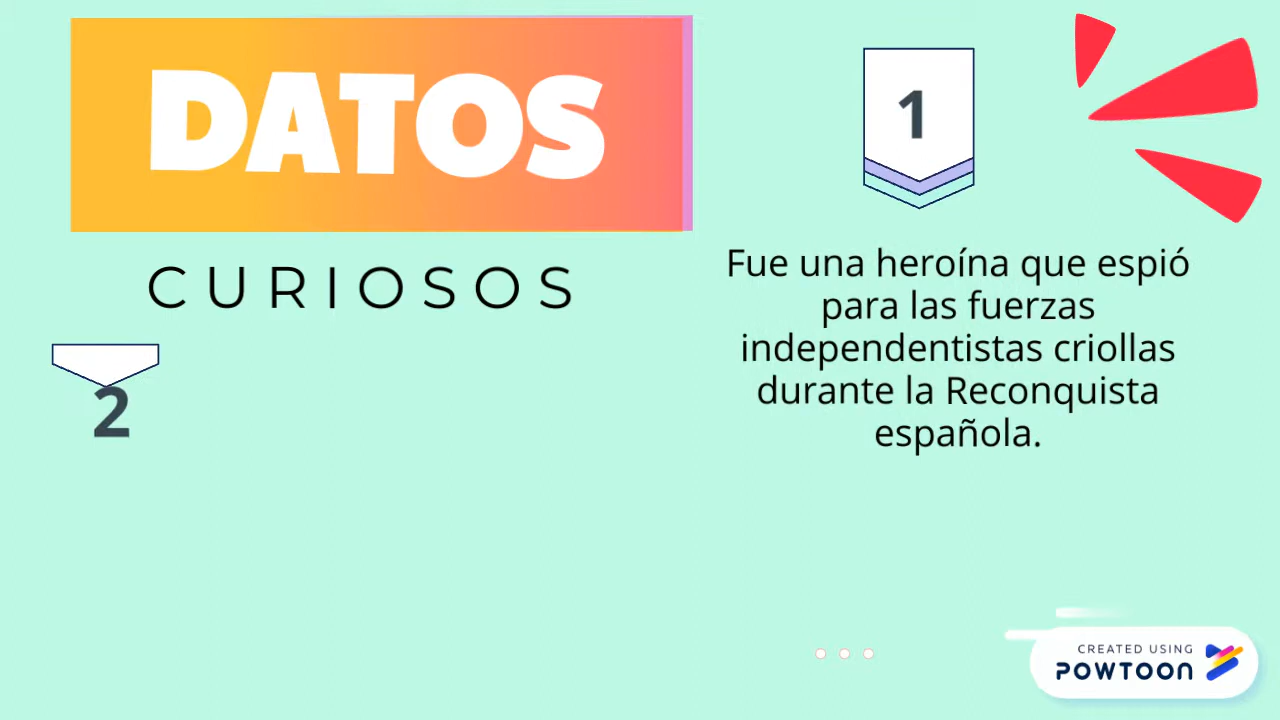 DATOS
CURIOSOS
1
Fue una heroína que espió
para las fuerzas
independentistas criollas
durante la Reconquista
española.
2
CREATED USING
POWTOON